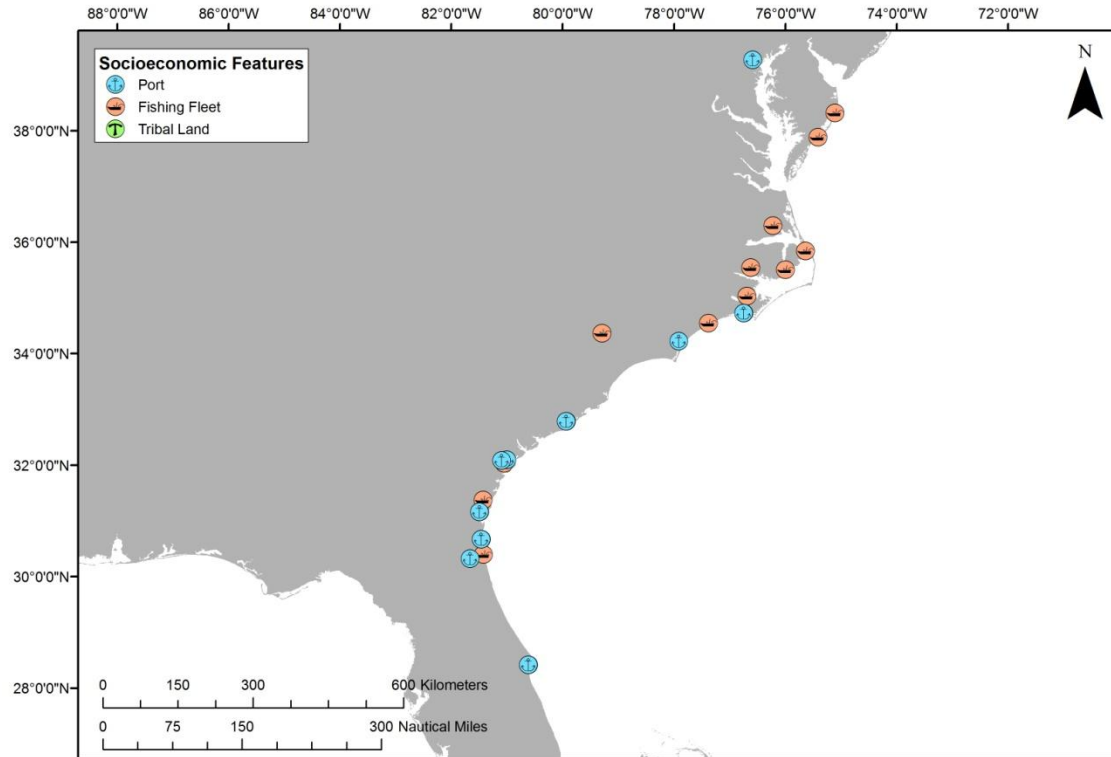 88°0'0"W 86°0'0"W 84°0'0"W 82°0'0"W 80°0'0"W 78°0'0"W 76°0'0"W 74°0'0"W 72°0'0"W
Socioeconomic Features
Port
Fishing Fleet
Tribal Land
N
38°0'0"N
36°0'0"N
34°0'0"N
32°0'0"N
30°0'0"N
28°0'0"N
0 150 300 600 Kilometers
0 75 150 300 Nautical Miles